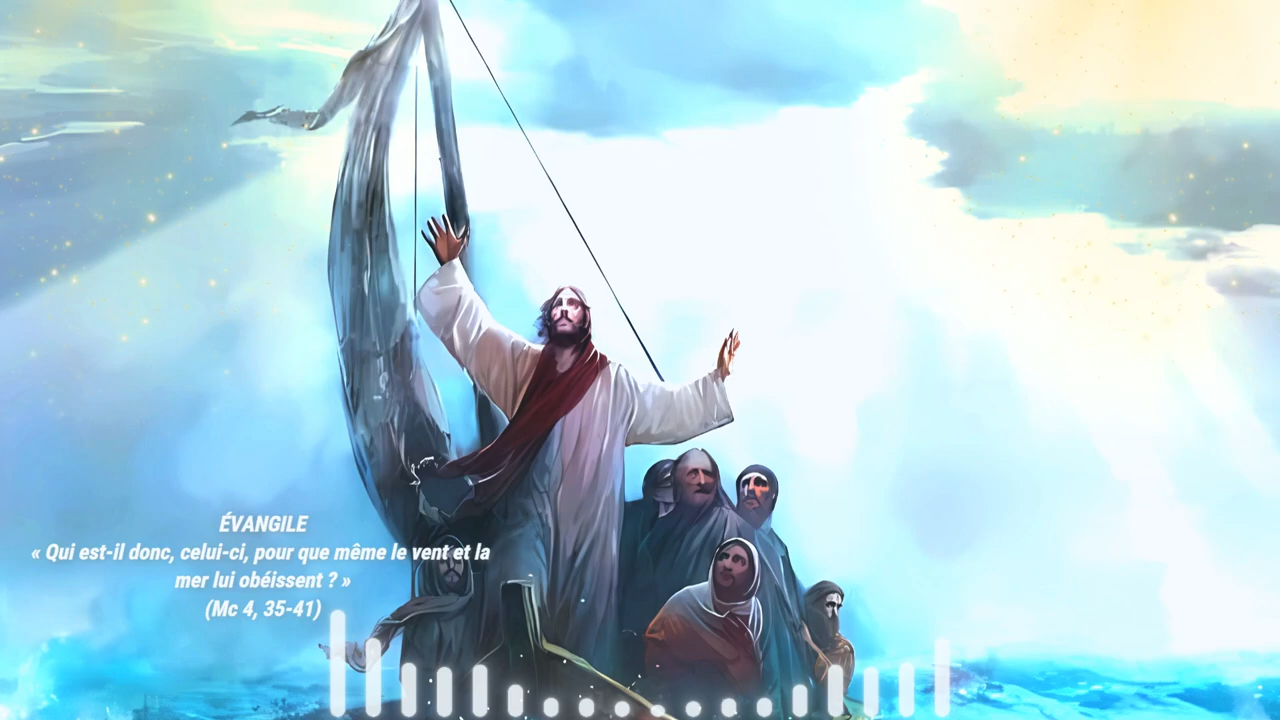 ÉVANGILE
« Qui est-il donc, celui-ci, pour que même le vent et la
mer lui obéissent ? »
(Mc 4, 35-41)